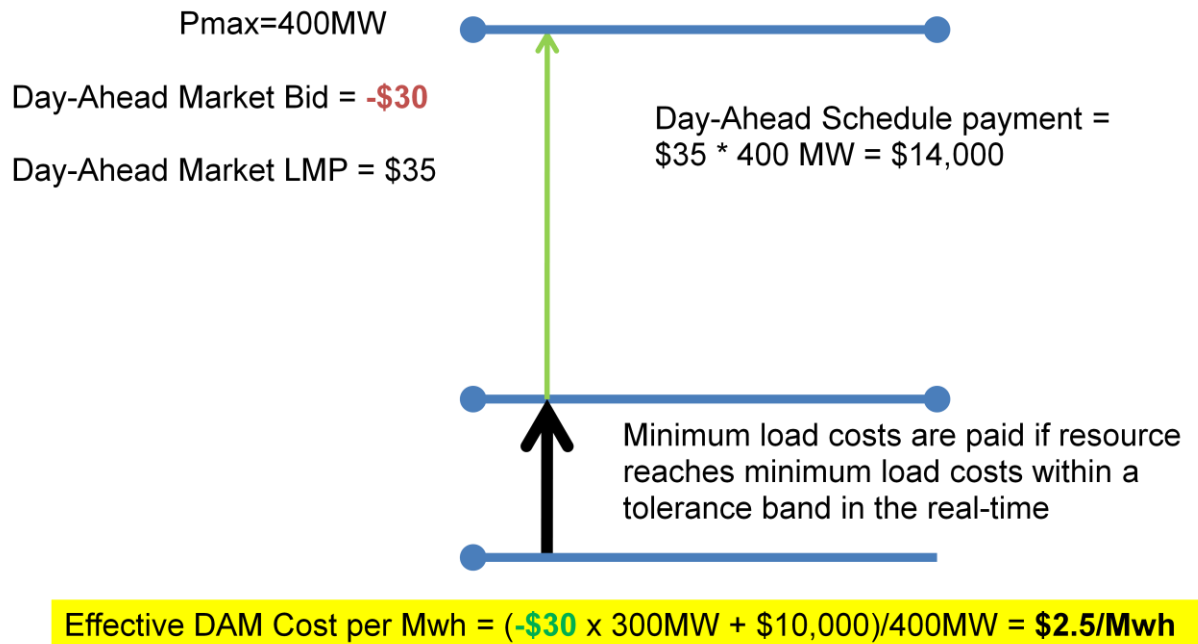 Pmax=400MW
Day-Ahead Market Bid = -$30
Day-Ahead Market LMP = $35
Day-Ahead Schedule payment =
$35 * 400 MW = $14,000
Minimum load costs are paid if resource
reaches minimum load costs within a
tolerance band in the real-time
Effective DAM Cost per Mwh = (-$30 x 300MW + $10,000)/400MW = $2.5/Mwh